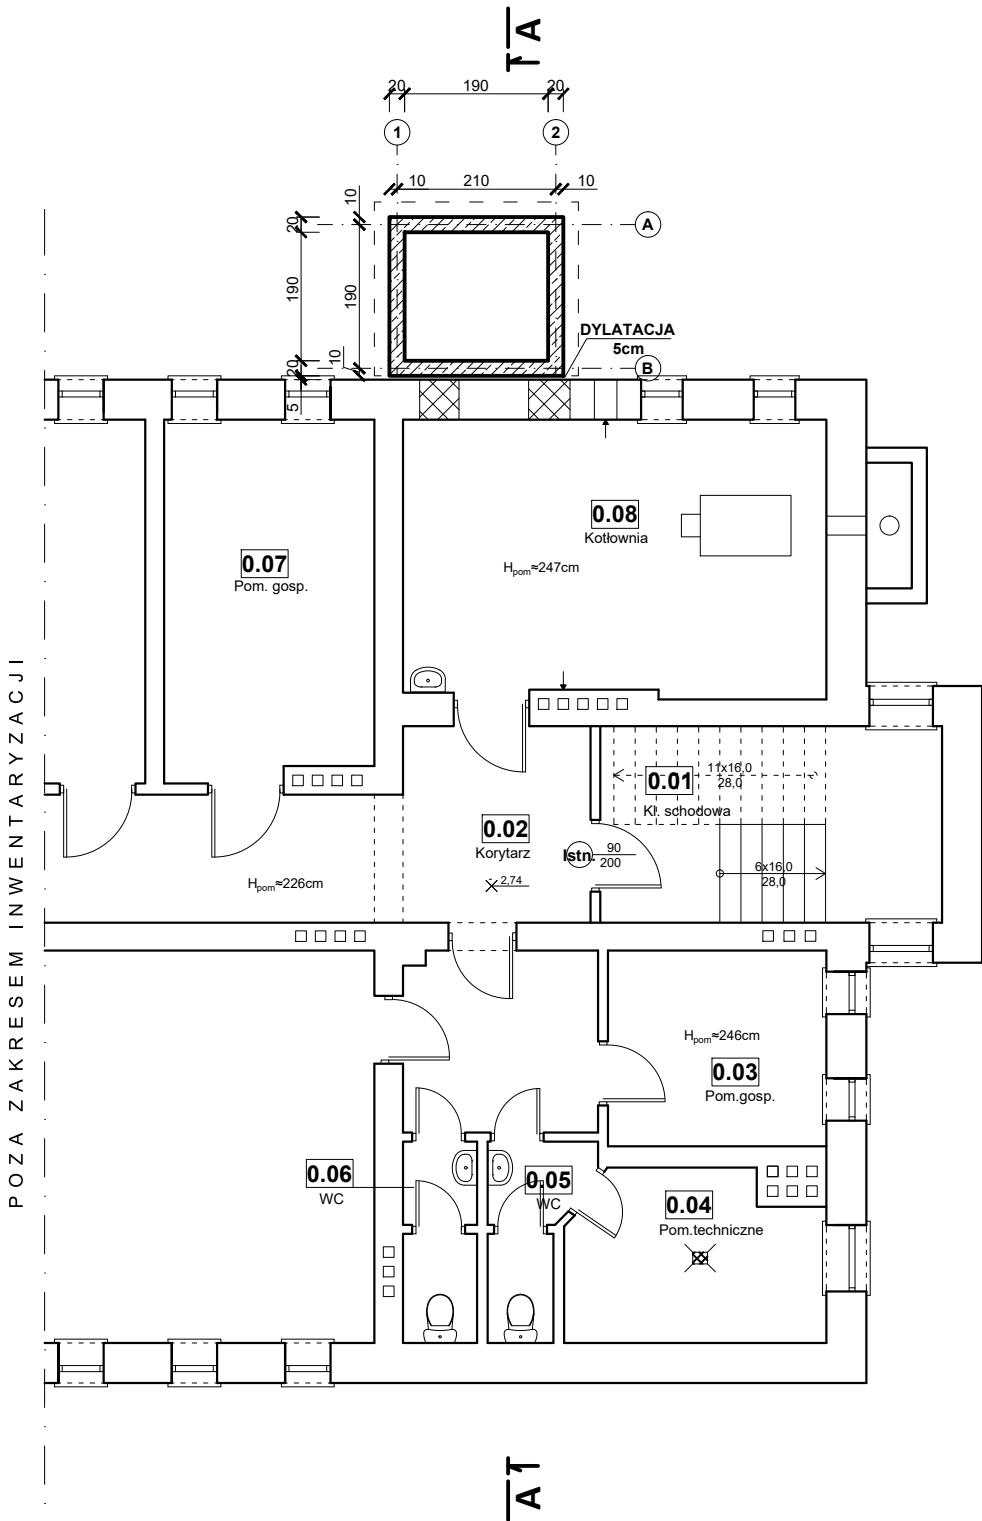 A
20 190 20
1 2
10 210 10
10
20
A
190
190
DYLATACJA
5cm
10
20
B
5
0.08
Kotłownia
0.07
Pom. gosp.
Hpom≈247cm
POZA ZAKRESEM INWENTARYZACJI
11x16,0
28,0
0.01
Kl. schodowa
0.02
Korytarz
Istn. 90
200
6x16,0
28,0
Hpom≈226cm
- 2,74
Hpom≈246cm
0.03
Pom.gosp.
0.06
WC
0.05
WC
0.04
Pom.techniczne
A